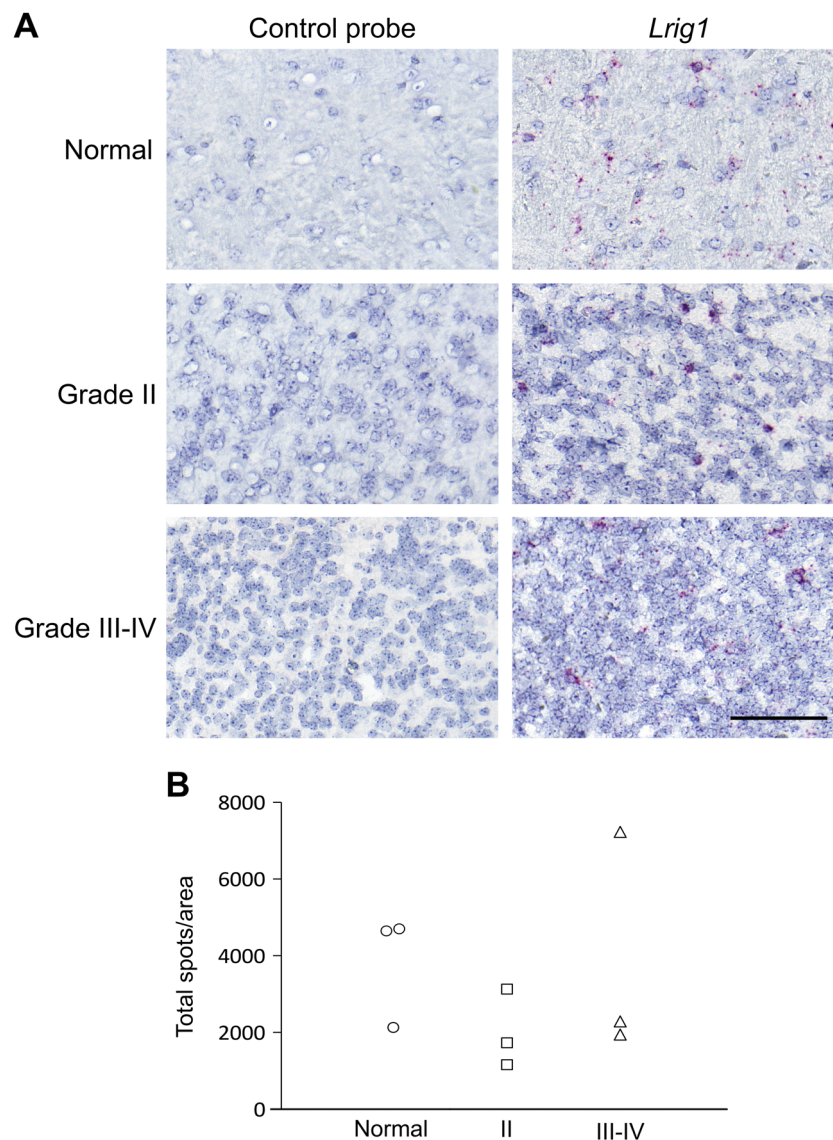 A
Control probe
Lrig1
Normal
Grade II
Grade III-IV
B
8000
6000
4000
2000
0
Total spots/area
Normal
II
III-IV